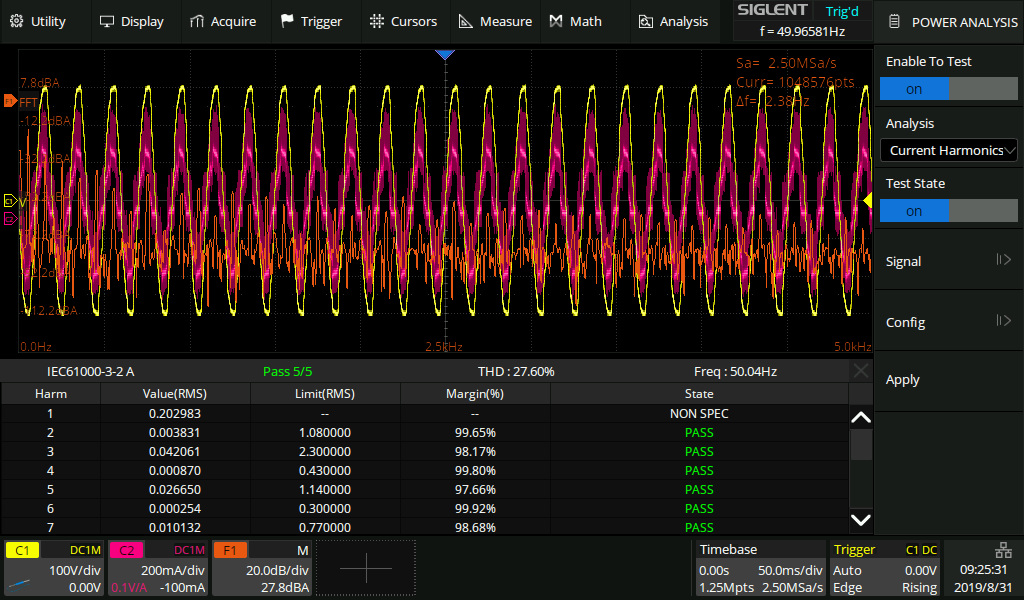 Utility Display Acquire Trigger Cursors Measure Math Analysis
SIGLENT Trig'd
f = 49.96581Hz
POWER ANALYSIS
Enable To Test
on
Analysis
Current Harmonics
Test State
on
Signal
Config
Apply
Sa= 2.50MSa/s
Curr= 1048576pts
Δf= 2.38Hz
7.8dBA
F1 FFT
-12.2dBA
C1
0.0Hz 2.5kHz 5.0kHz
IEC61000-3-2 A Pass 5/5 THD : 27.60% Freq : 50.04Hz
Harm Value(RMS) Limit(RMS) Margin(%) State
1 0.202983 -- -- NON SPEC
2 0.003831 1.080000 99.65% PASS
3 0.042061 2.300000 98.17% PASS
4 0.000870 0.430000 99.80% PASS
5 0.026650 1.140000 97.66% PASS
6 0.000254 0.300000 99.92% PASS
7 0.010132 0.770000 98.68% PASS
C1 DC1M
100V/div
0.00V
C2 DC1M
200mA/div
0.1V/A -100mA
F1 M
20.0dB/div
27.8dBA
Timebase
0.00s 50.0ms/div
1.25Mpts 2.50MSa/s
Trigger C1 DC
Auto 0.00V
Edge Rising
09:25:31
2019/8/31